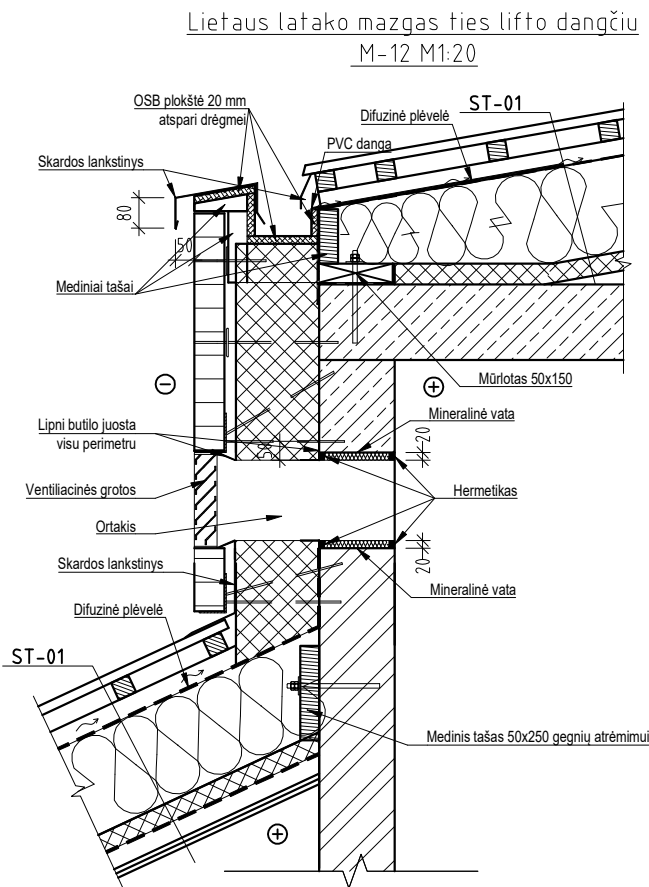 Lietaus latako mazgas ties lifto dangčiu
M-12 M1:20
OSB plokštė 20 mm
atspari drėgmei
ST-01
Difuzinė plėvelė
PVC danga
Skardos lankstinys
80
50
Mediniai tašai
Mūrlotas 50x150
Mineralinė vata
Lipni butilo juosta
visu perimetru
50
20
Ventiliacinės grotos
Hermetikas
Ortakis
20
Skardos lankstinys
Mineralinė vata
Difuzinė plėvelė
ST-01
Medinis tašas 50x250 gegnių atrėmimui